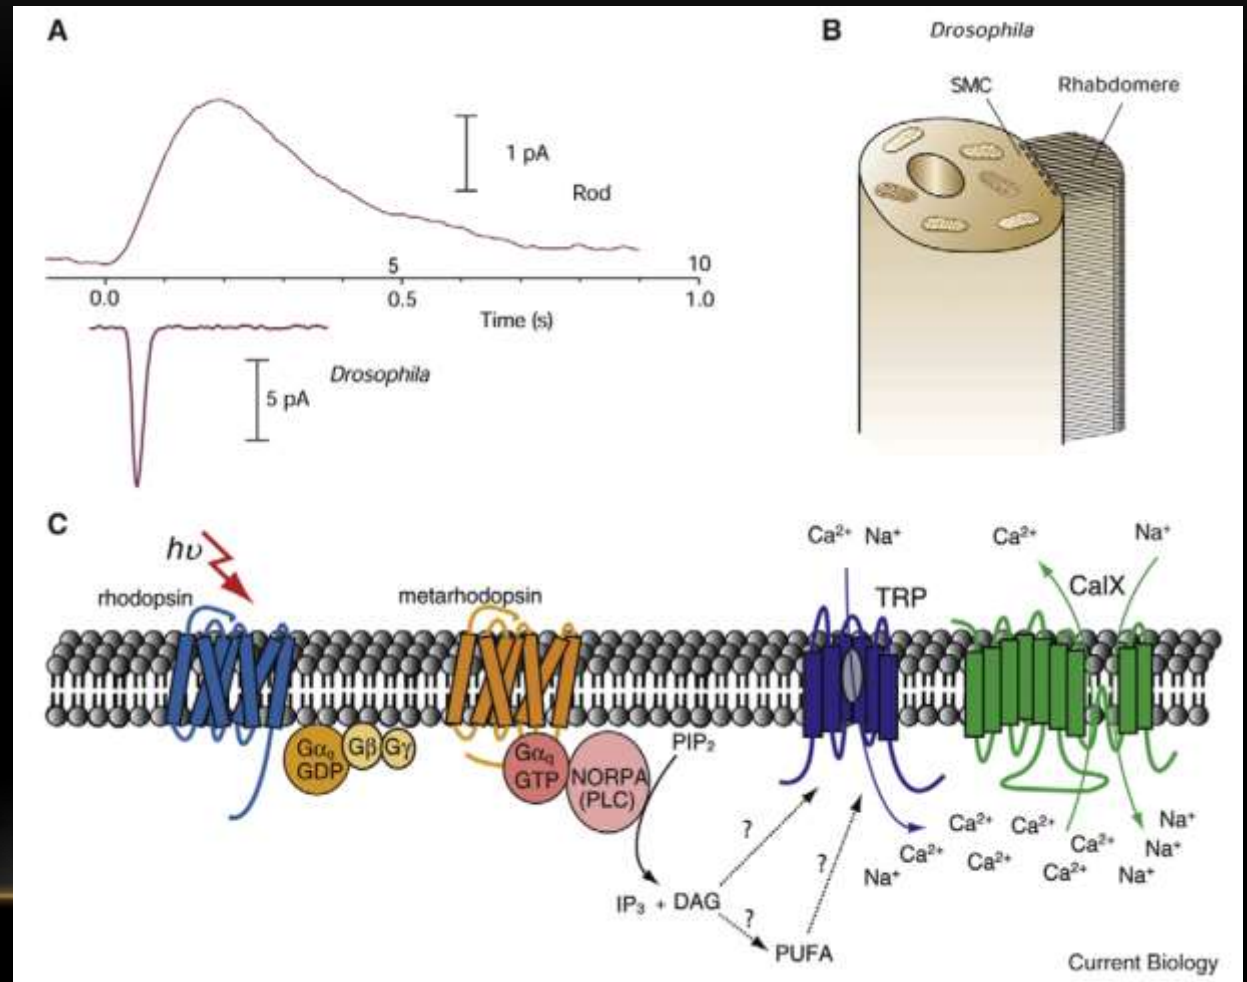 A
1 pA
Rod
5
10
0.0
0.5
1.0
Time (s)
Drosophila
5 pA
B
Drosophila
SMC
Rhabdomere
C
hυ
rhodopsin
metarhodopsin
Ca²⁺ Na⁺
TRP
Ca²⁺
Na⁺
CalX
Gαq
GDP
Gβ
Gγ
Gαq
GTP
NORPA
(PLC)
PIP₂
IP₃ + DAG
?
?
?
PUFA
Na⁺
Ca²⁺
Ca²⁺
Ca²⁺
Ca²⁺
Ca²⁺
Ca²⁺
Na⁺
Na⁺
Na⁺
Current Biology